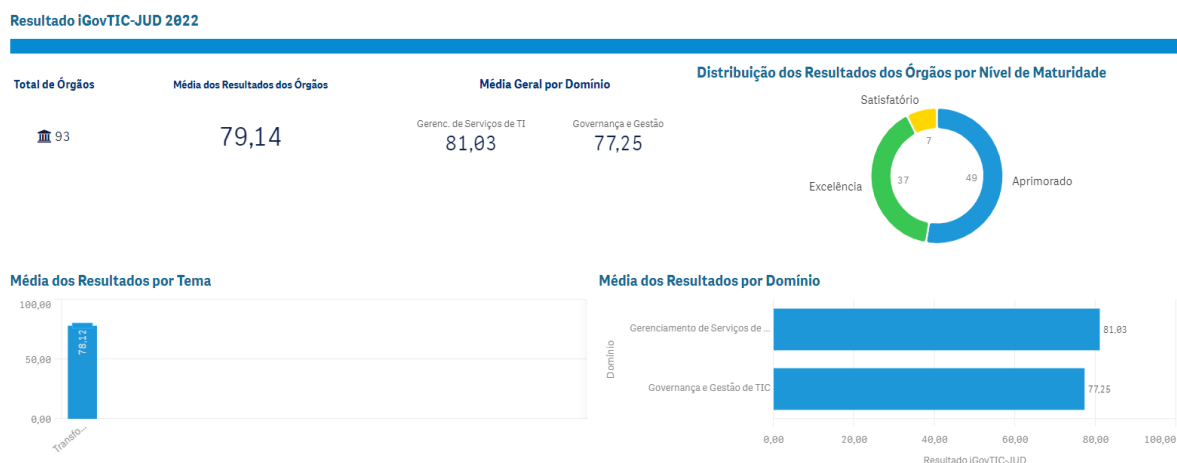 Resultado iGovTIC-JUD 2022
Total de Órgãos
93
Média dos Resultados dos Órgãos
79,14
Média Geral por Domínio
Gerenc. de Serviços de TI
81,03
Governança e Gestão
77,25
Distribuição dos Resultados dos Órgãos por Nível de Maturidade
Satisfatório
7
Excelência
37
49
Aprimorado
Média dos Resultados por Tema
100,00
50,00
0,00
78,12
Transfo...
Média dos Resultados por Domínio
Domínio
Gerenciamento de Serviços de ...
81,03
Governança e Gestão de TIC
77,25
0,00 20,00 40,00 60,00 80,00 100,00
Resultado iGovTIC-JUD